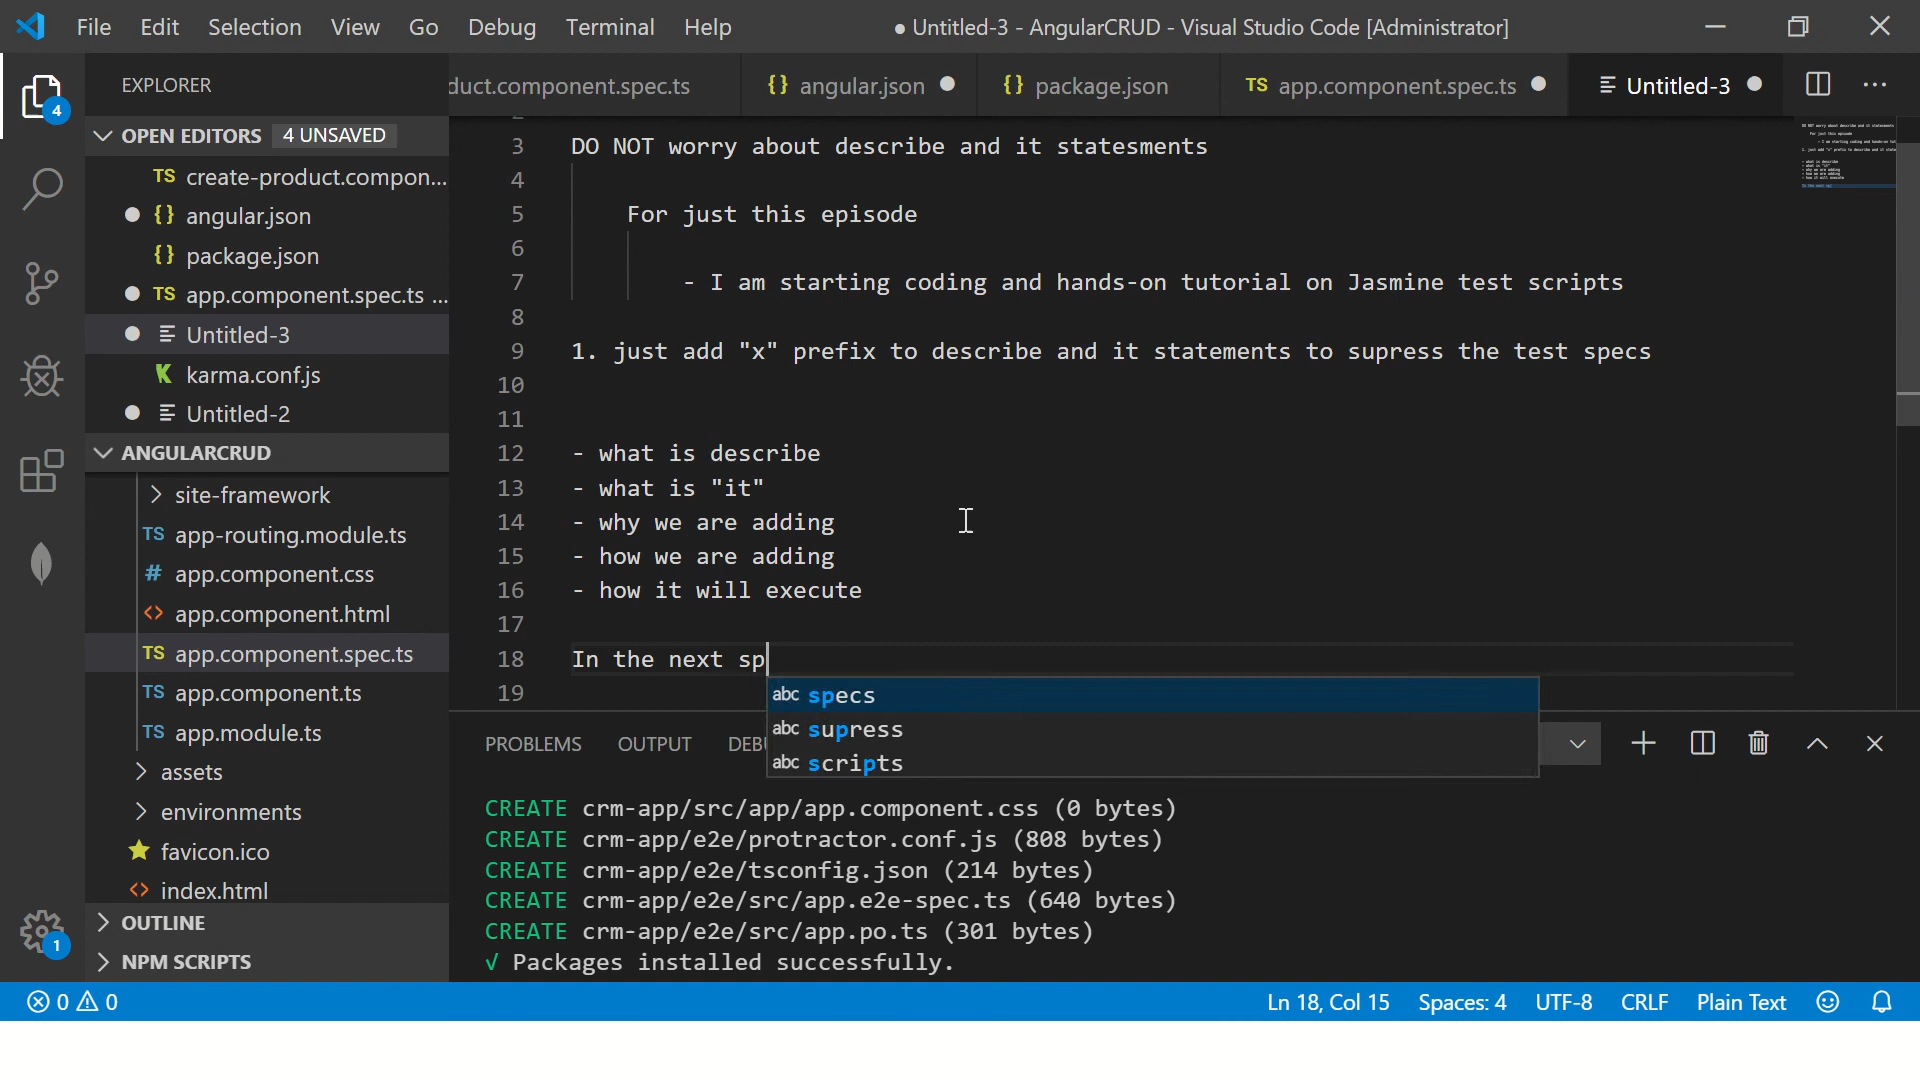 File Edit Selection View Go Debug Terminal Help
● Untitled-3 - AngularCRUD - Visual Studio Code [Administrator]
EXPLORER
duct.component.spec.ts
{} angular.json
{} package.json
TS app.component.spec.ts
Untitled-3
4
OPEN EDITORS 4 UNSAVED
TS create-product.compon...
{} angular.json
{} package.json
TS app.component.spec.ts ...
Untitled-3
karma.conf.js
Untitled-2
ANGULARCRUD
site-framework
TS app-routing.module.ts
# app.component.css
<> app.component.html
TS app.component.spec.ts
TS app.component.ts
TS app.module.ts
assets
environments
favicon.ico
<> index.html
OUTLINE
NPM SCRIPTS
1
2
3 DO NOT worry about describe and it statesments
4
5 For just this episode
6
7 - I am starting coding and hands-on tutorial on Jasmine test scripts
8
9 1. just add "x" prefix to describe and it statements to supress the test specs
10
11
12 - what is describe
13 - what is "it"
14 - why we are adding
15 - how we are adding
16 - how it will execute
17
18 In the next sp
19
abc specs
abc supress
abc scripts
PROBLEMS OUTPUT DEBU
CREATE crm-app/src/app/app.component.css (0 bytes)
CREATE crm-app/e2e/protractor.conf.js (808 bytes)
CREATE crm-app/e2e/tsconfig.json (214 bytes)
CREATE crm-app/e2e/src/app.e2e-spec.ts (640 bytes)
CREATE crm-app/e2e/src/app.po.ts (301 bytes)
√ Packages installed successfully.
0 0
Ln 18, Col 15 Spaces: 4 UTF-8 CRLF Plain Text